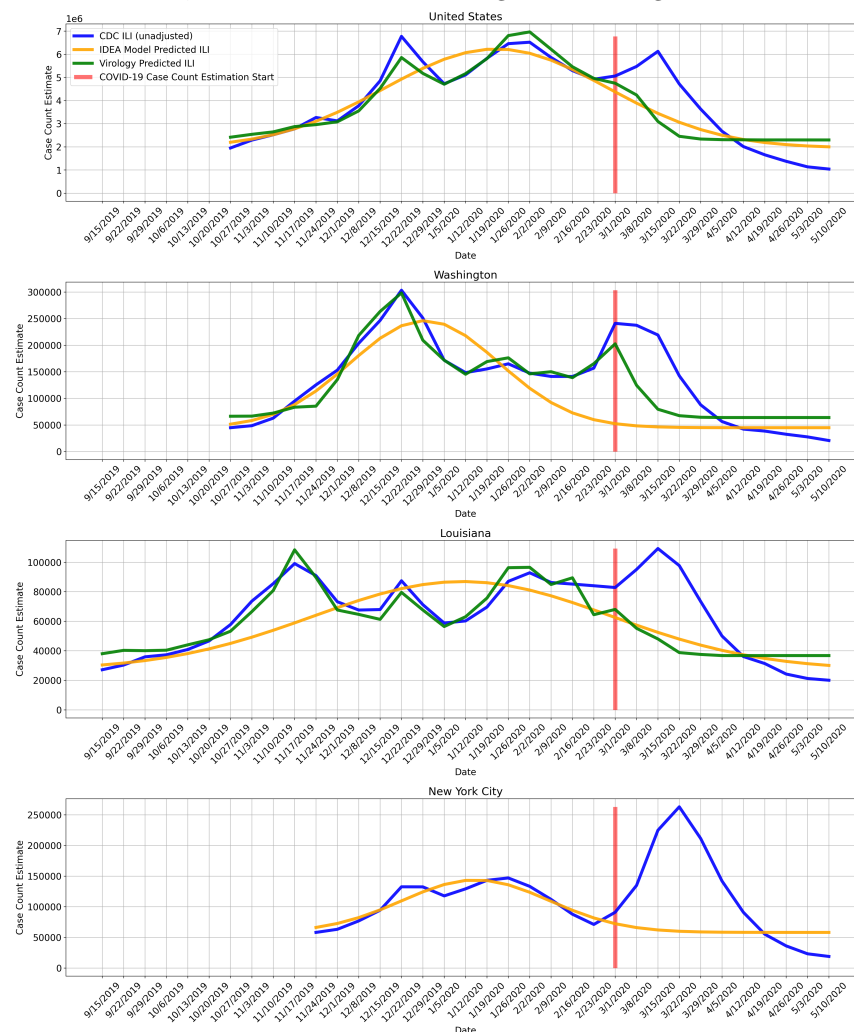 United States
1e6
7
6
5
4
3
2
1
0
Case Count Estimate
CDC ILI (unadjusted)
IDEA Model Predicted ILI
Virology Predicted ILI
COVID-19 Case Count Estimation Start
9/15/2019 9/22/2019 9/29/2019 10/6/2019 10/13/2019 10/20/2019 10/27/2019 11/3/2019 11/10/2019 11/17/2019 11/24/2019 12/1/2019 12/8/2019 12/15/2019 12/22/2019 12/29/2019 1/5/2020 1/12/2020 1/19/2020 1/26/2020 2/2/2020 2/9/2020 2/16/2020 2/23/2020 3/1/2020 3/8/2020 3/15/2020 3/22/2020 3/29/2020 4/5/2020 4/12/2020 4/19/2020 4/26/2020 5/3/2020 5/10/2020
Date
Washington
300000
250000
200000
150000
100000
50000
0
Case Count Estimate
9/15/2019 9/22/2019 9/29/2019 10/6/2019 10/13/2019 10/20/2019 10/27/2019 11/3/2019 11/10/2019 11/17/2019 11/24/2019 12/1/2019 12/8/2019 12/15/2019 12/22/2019 12/29/2019 1/5/2020 1/12/2020 1/19/2020 1/26/2020 2/2/2020 2/9/2020 2/16/2020 2/23/2020 3/1/2020 3/8/2020 3/15/2020 3/22/2020 3/29/2020 4/5/2020 4/12/2020 4/19/2020 4/26/2020 5/3/2020 5/10/2020
Date
Louisiana
100000
80000
60000
40000
20000
0
Case Count Estimate
9/15/2019 9/22/2019 9/29/2019 10/6/2019 10/13/2019 10/20/2019 10/27/2019 11/3/2019 11/10/2019 11/17/2019 11/24/2019 12/1/2019 12/8/2019 12/15/2019 12/22/2019 12/29/2019 1/5/2020 1/12/2020 1/19/2020 1/26/2020 2/2/2020 2/9/2020 2/16/2020 2/23/2020 3/1/2020 3/8/2020 3/15/2020 3/22/2020 3/29/2020 4/5/2020 4/12/2020 4/19/2020 4/26/2020 5/3/2020 5/10/2020
Date
New York City
250000
200000
150000
100000
50000
0
Case Count Estimate
9/15/2019 9/22/2019 9/29/2019 10/6/2019 10/13/2019 10/20/2019 10/27/2019 11/3/2019 11/10/2019 11/17/2019 11/24/2019 12/1/2019 12/8/2019 12/15/2019 12/22/2019 12/29/2019 1/5/2020 1/12/2020 1/19/2020 1/26/2020 2/2/2020 2/9/2020 2/16/2020 2/23/2020 3/1/2020 3/8/2020 3/15/2020 3/22/2020 3/29/2020 4/5/2020 4/12/2020 4/19/2020 4/26/2020 5/3/2020 5/10/2020
Date